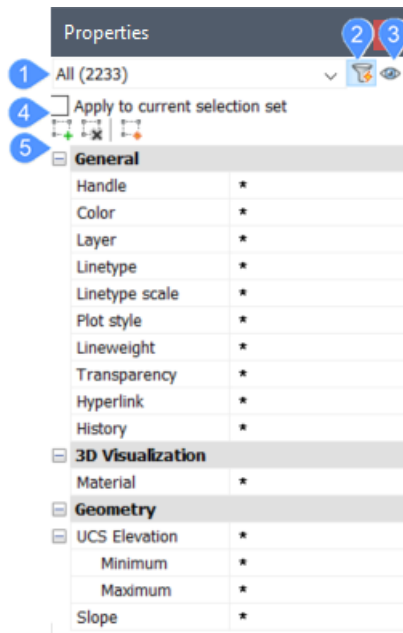 Properties
2 3
1 All (2233)
4 Apply to current selection set
5
General
Handle *
Color *
Layer *
Linetype *
Linetype scale *
Plot style *
Lineweight *
Transparency *
Hyperlink *
History *
3D Visualization
Material *
Geometry
UCS Elevation *
Minimum *
Maximum *
Slope *